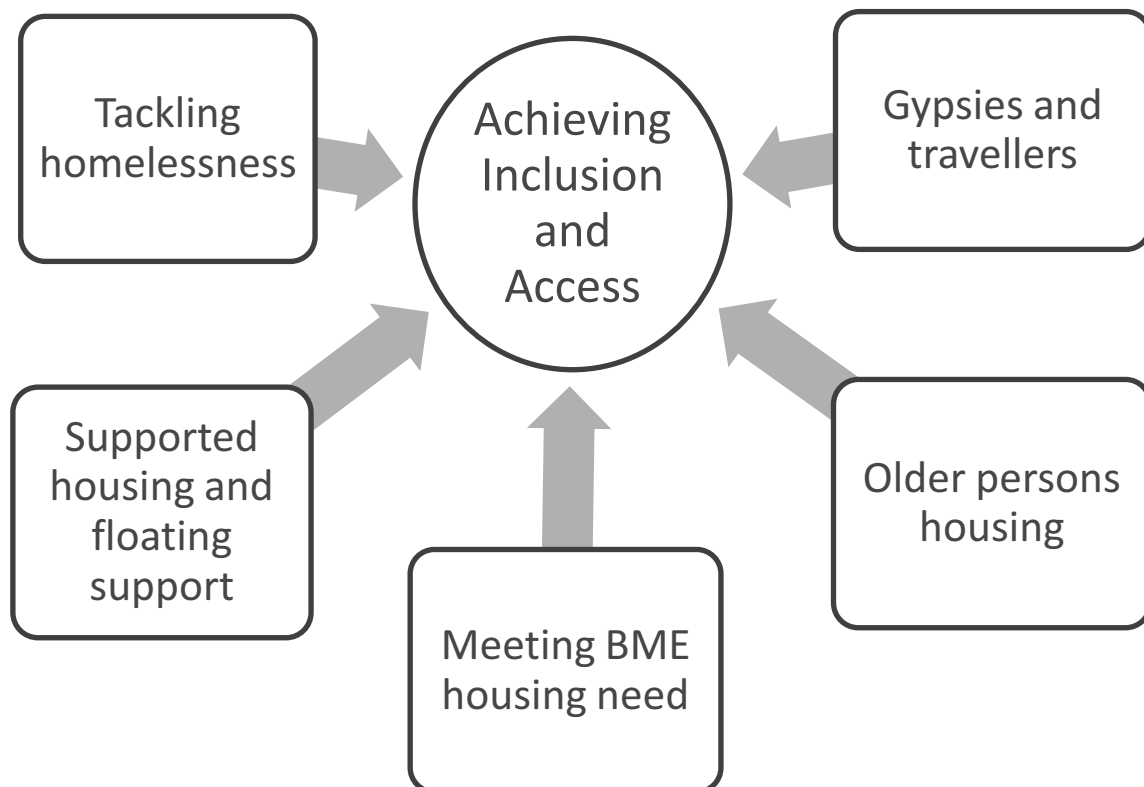 Tackling
homelessness
Achieving
Inclusion
and
Access
Gypsies and
travellers
Supported
housing and
floating
support
Meeting BME
housing need
Older persons
housing